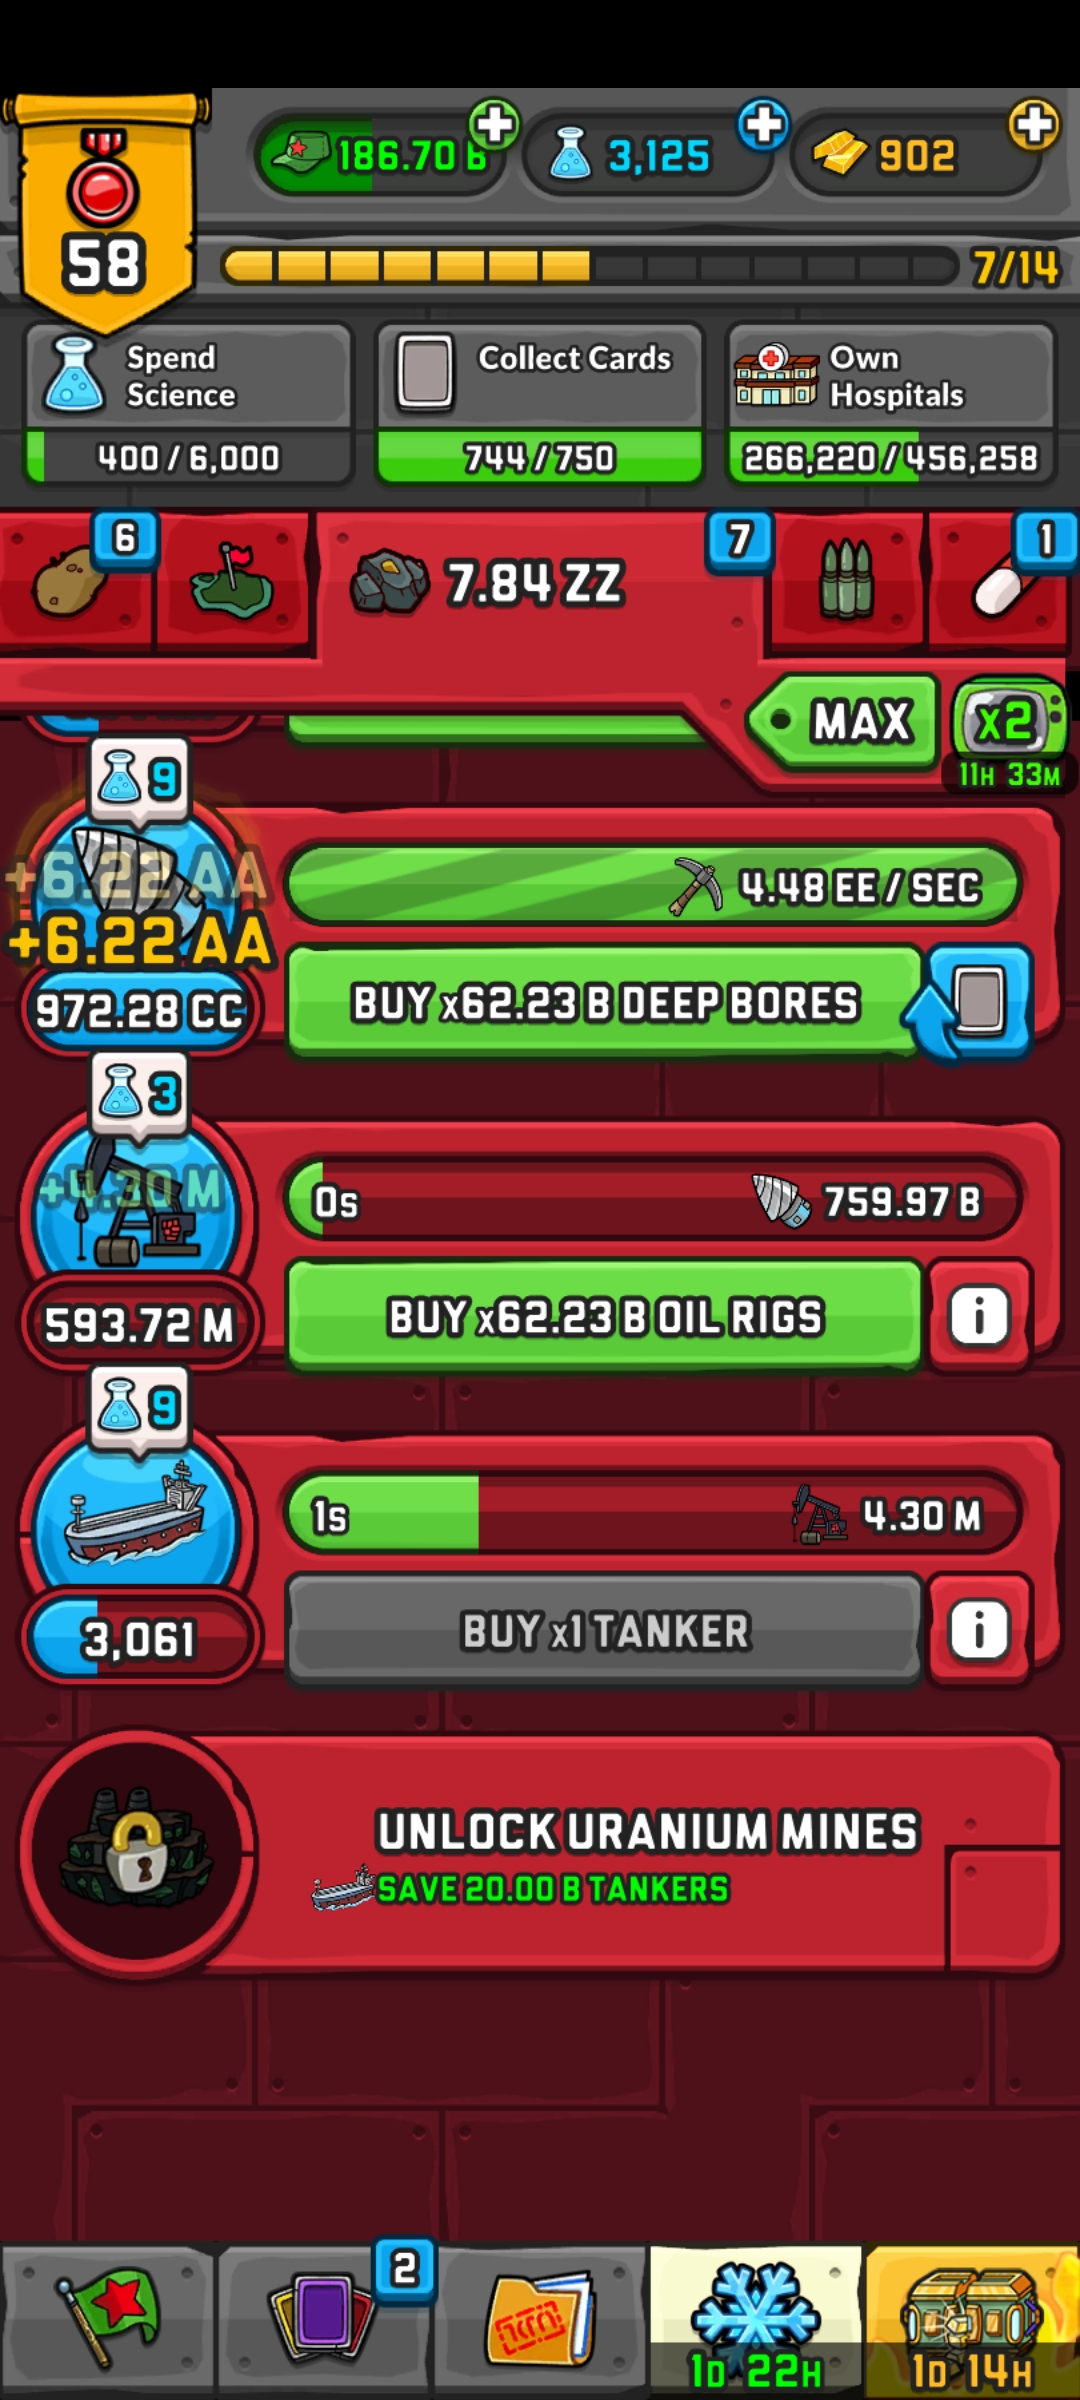 58
186.70 B
3,125
902
7/14
Spend
Science
400 / 6,000
Collect Cards
744 / 750
Own
Hospitals
266,220 / 456,258
6
7.84 ZZ
7
1
MAX
x2
11H 33M
9
+6.22 AA
+6.22 AA
972.28 CC
4.48 EE / SEC
BUY x62.23 B DEEP BORES
3
+4.30 M
593.72 M
0s
759.97 B
BUY x62.23 B OIL RIGS
i
9
3,061
1s
4.30 M
BUY x1 TANKER
i
UNLOCK URANIUM MINES
SAVE 20.00 B TANKERS
2
1D 22H
1D 14H